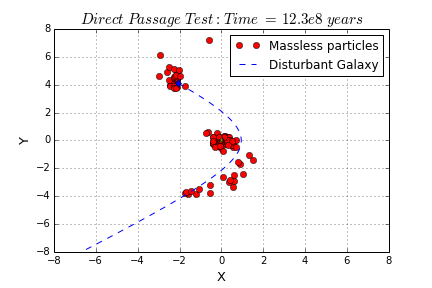 Direct Passage Test: Time = 12.3e8 years
8
6
4
2
0
−2
−4
−6
−8
Y
Massless particles
Disturbant Galaxy
−8 −6 −4 −2 0 2 4 6 8
X